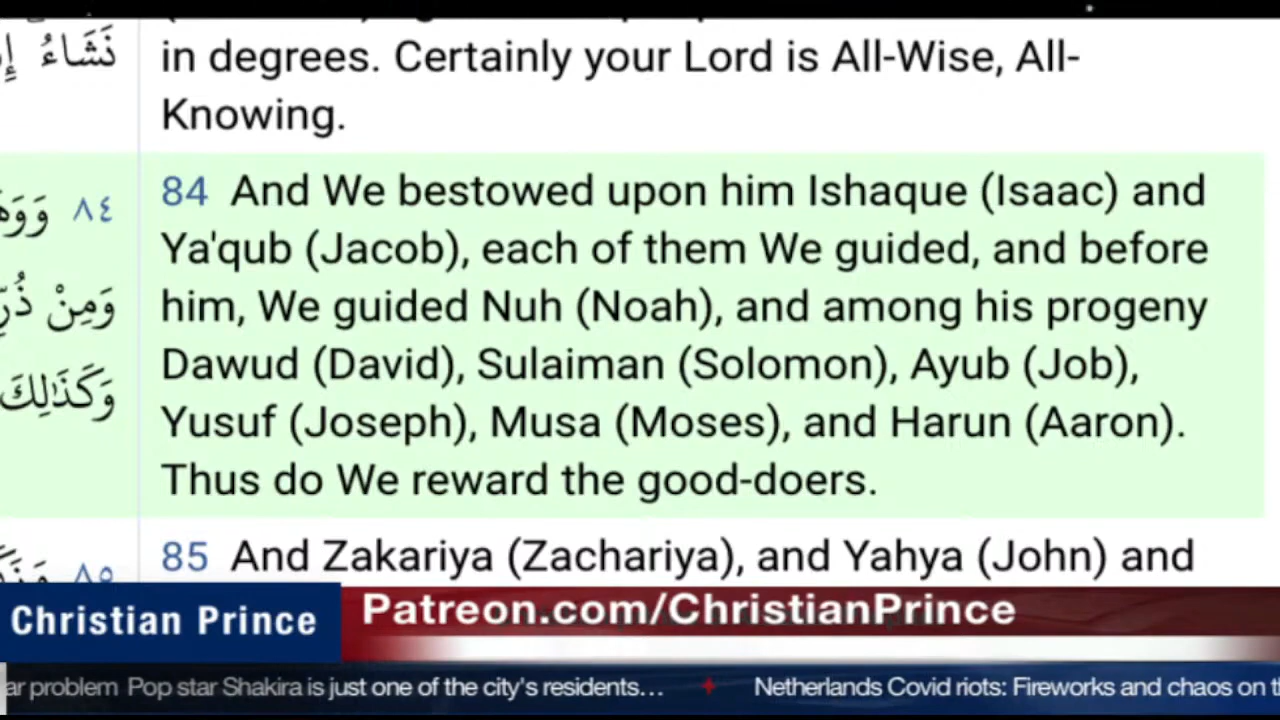 نَشَاءُ
in degrees. Certainly your Lord is All-Wise, All-
Knowing.
٨٤
84 And We bestowed upon him Ishaque (Isaac) and
Ya'qub (Jacob), each of them We guided, and before
وَمِنْ
him, We guided Nuh (Noah), and among his progeny
Dawud (David), Sulaiman (Solomon), Ayub (Job),
وَكَذَٰلِكَ
Yusuf (Joseph), Musa (Moses), and Harun (Aaron).
Thus do We reward the good-doers.
٨٥
85 And Zakariya (Zachariya), and Yahya (John) and
Christian Prince
Patreon.com/ChristianPrince
ar problem Pop star Shakira is just one of the city's residents...
Netherlands Covid riots: Fireworks and chaos on